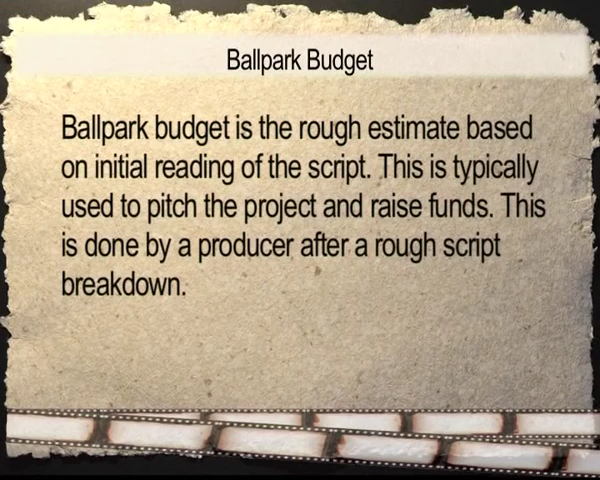 Ballpark Budget
Ballpark budget is the rough estimate based
on initial reading of the script. This is typically
used to pitch the project and raise funds. This
is done by a producer after a rough script
breakdown.